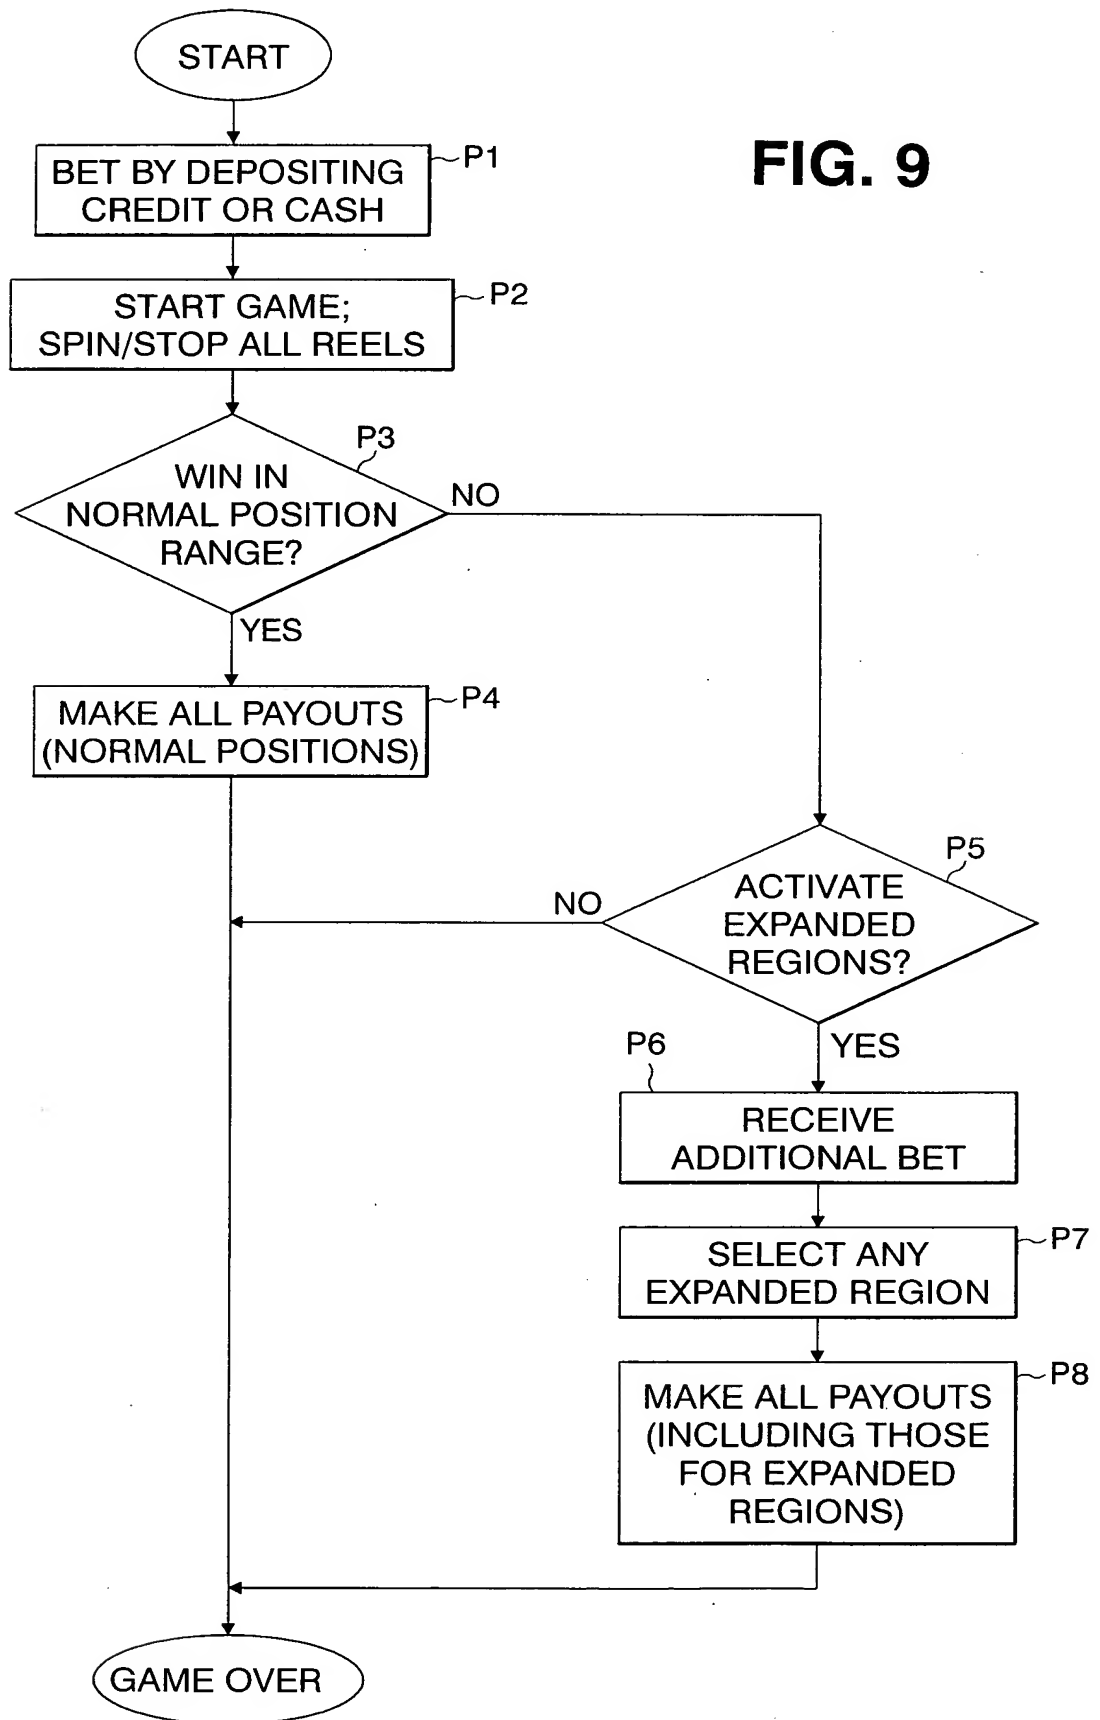 START
FIG. 9
P1
BET BY DEPOSITING
CREDIT OR CASH
P2
START GAME;
SPIN/STOP ALL REELS
P3
WIN IN
NORMAL POSITION
RANGE?
NO
YES
P4
MAKE ALL PAYOUTS
(NORMAL POSITIONS)
P5
ACTIVATE
EXPANDED
REGIONS?
NO
YES
P6
RECEIVE
ADDITIONAL BET
P7
SELECT ANY
EXPANDED REGION
P8
MAKE ALL PAYOUTS
(INCLUDING THOSE
FOR EXPANDED
REGIONS)
GAME OVER